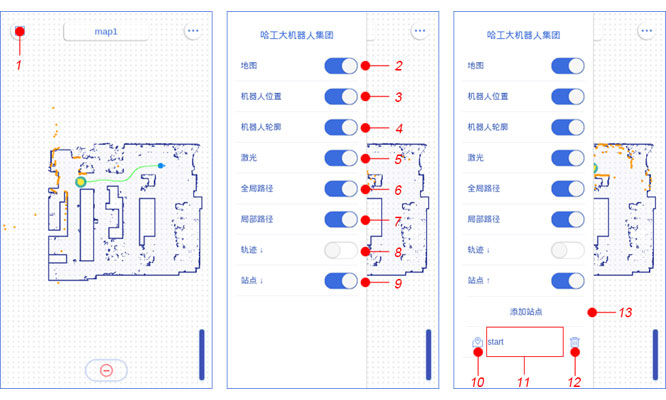 map1
1
哈工大机器人集团
地图
2
机器人位置
3
机器人轮廓
4
激光
5
全局路径
6
局部路径
7
轨迹 ↓
8
站点 ↓
9
哈工大机器人集团
地图
机器人位置
机器人轮廓
激光
全局路径
局部路径
轨迹 ↓
站点 ↑
添加站点
13
start
10
11
12